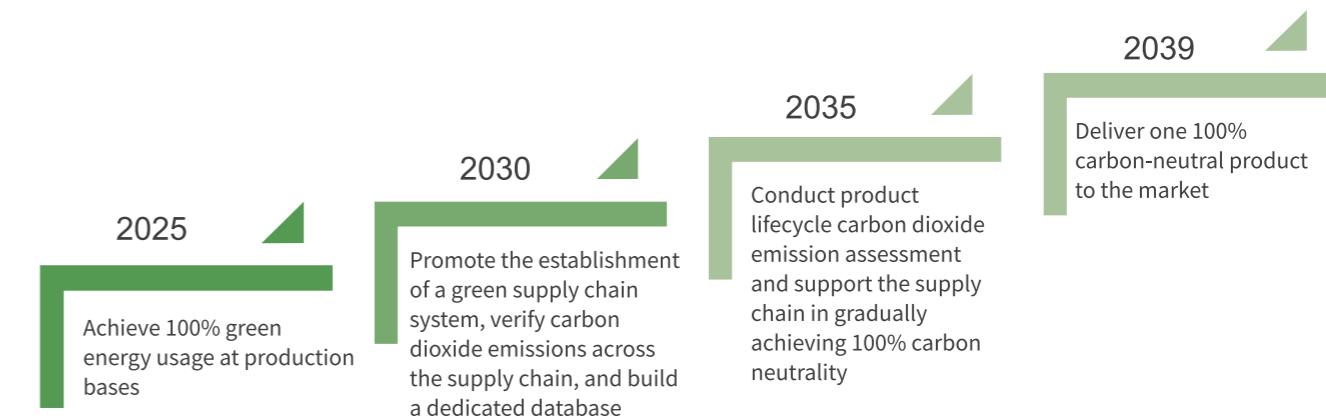 2025
Achieve 100% green
energy usage at production
bases
2030
Promote the establishment
of a green supply chain
system, verify carbon
dioxide emissions across
the supply chain, and build
a dedicated database
2035
Conduct product
lifecycle carbon dioxide
emission assessment
and support the supply
chain in gradually
achieving 100% carbon
neutrality
2039
Deliver one 100%
carbon-neutral product
to the market